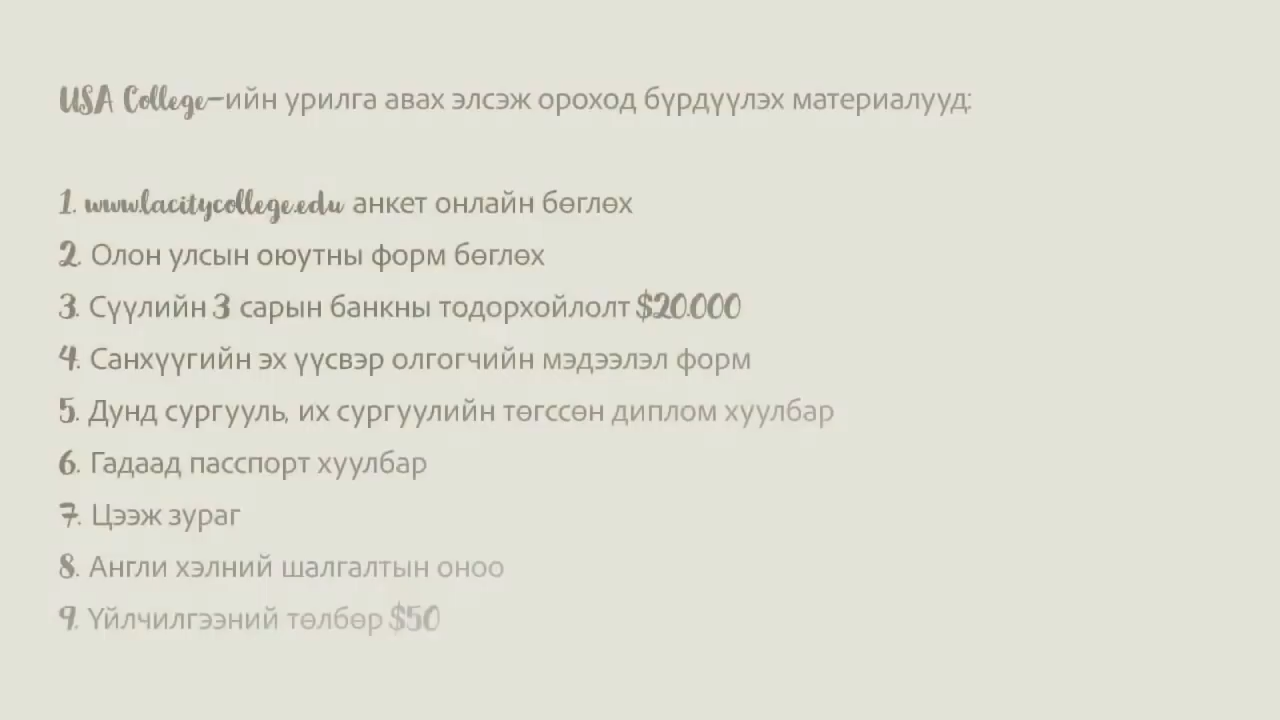 USA College-ийн урилга авах элсэж ороход бүрдүүлэх материалууд:
1. www.lacitycollege.edu анкет онлайн бөглөх
2. Олон улсын оюутны форм бөглөх
3. Сүүлийн 3 сарын банкны тодорхойлолт $20.000
4. Санхүүгийн эх үүсвэр олгогчийн мэдээлэл форм
5. Дунд сургууль, их сургуулийн төгссөн диплом хуулбар
6. Гадаад пасспорт хуулбар
7. Цээж зураг
8. Англи хэлний шалгалтын оноо
9. Үйлчилгээний төлбөр $50